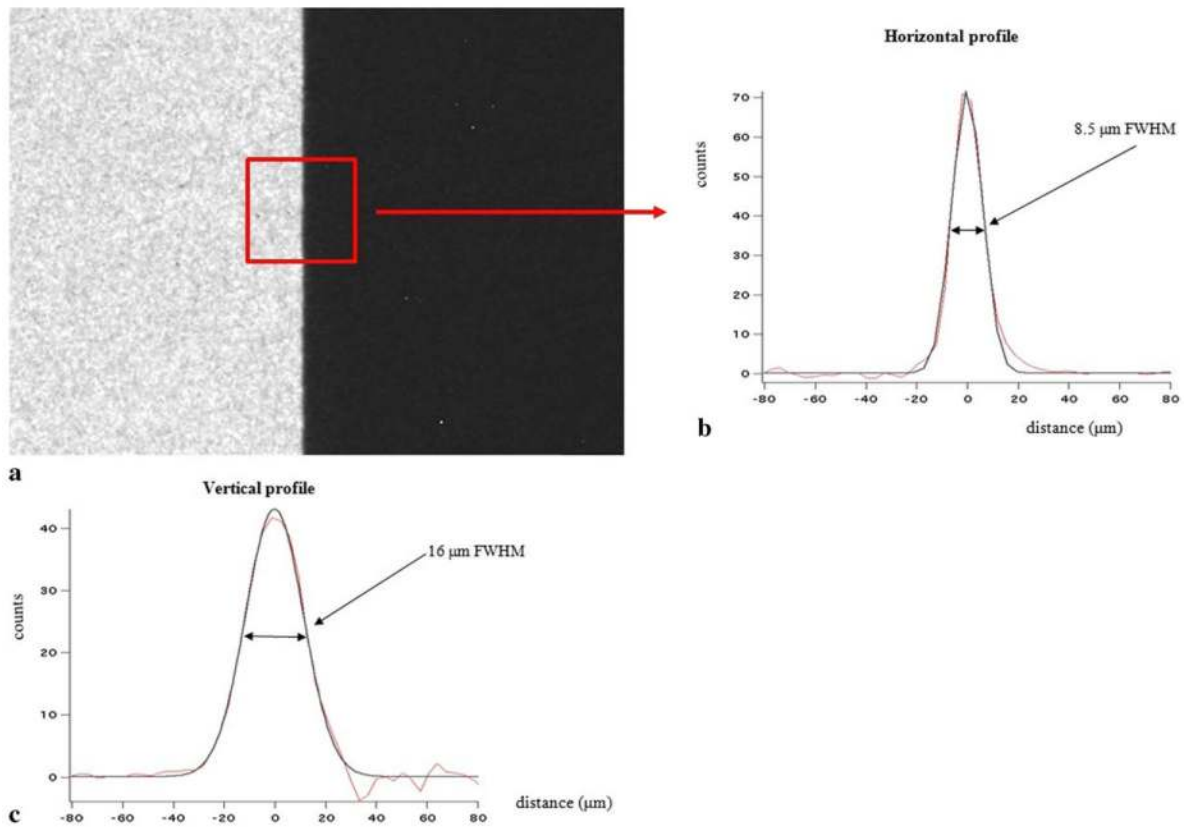 Horizontal profile
70
60
50
40
30
20
10
0
counts
8.5 μm FWHM
-80 -60 -40 -20 0 20 40 60 80
distance (μm)
b
a
Vertical profile
40
30
20
10
0
counts
16 μm FWHM
-80 -60 -40 -20 0 20 40 60 80
distance (μm)
c